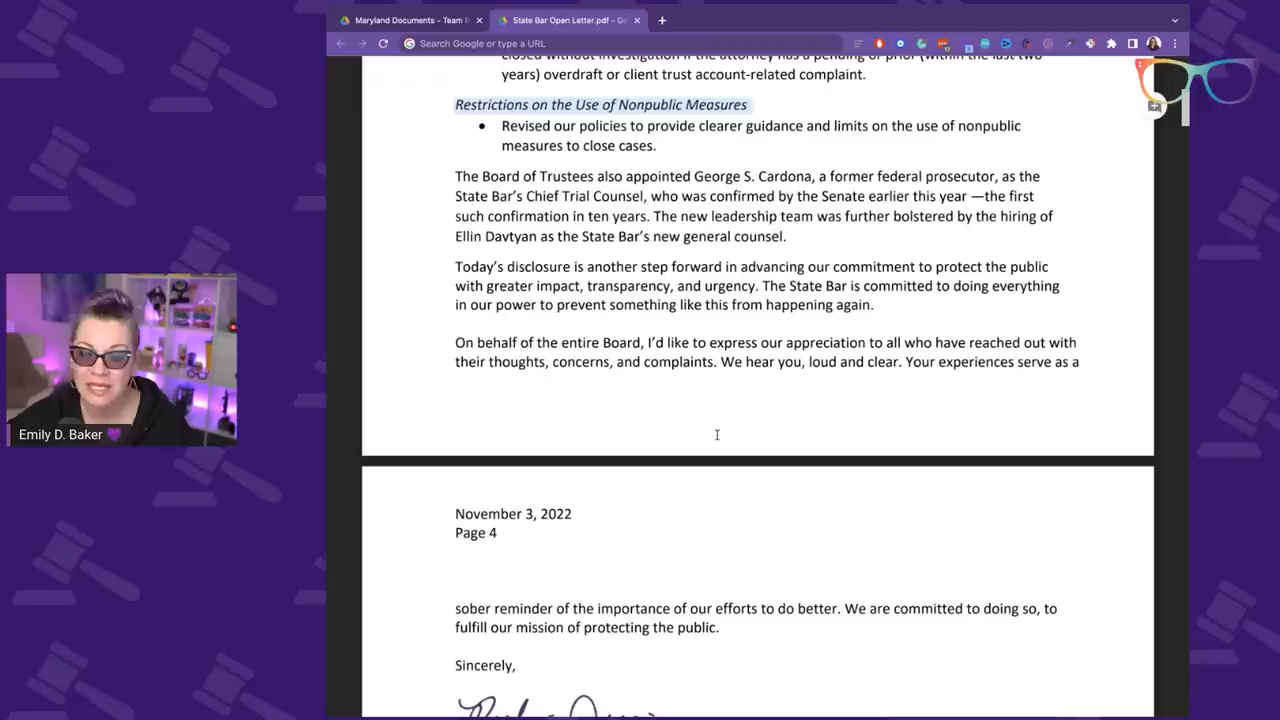 Maryland Documents - Team D
State Bar Open Letter.pdf - Go
Search Google or type a URL
closed without investigation if the attorney has a pending or prior (within the last two
years) overdraft or client trust account-related complaint.
Restrictions on the Use of Nonpublic Measures
• Revised our policies to provide clearer guidance and limits on the use of nonpublic
measures to close cases.
The Board of Trustees also appointed George S. Cardona, a former federal prosecutor, as the
State Bar's Chief Trial Counsel, who was confirmed by the Senate earlier this year —the first
such confirmation in ten years. The new leadership team was further bolstered by the hiring of
Ellin Davtyan as the State Bar's new general counsel.
Today's disclosure is another step forward in advancing our commitment to protect the public
with greater impact, transparency, and urgency. The State Bar is committed to doing everything
in our power to prevent something like this from happening again.
On behalf of the entire Board, I'd like to express our appreciation to all who have reached out with
their thoughts, concerns, and complaints. We hear you, loud and clear. Your experiences serve as a
Emily D. Baker
November 3, 2022
Page 4
sober reminder of the importance of our efforts to do better. We are committed to doing so, to
fulfill our mission of protecting the public.
Sincerely,